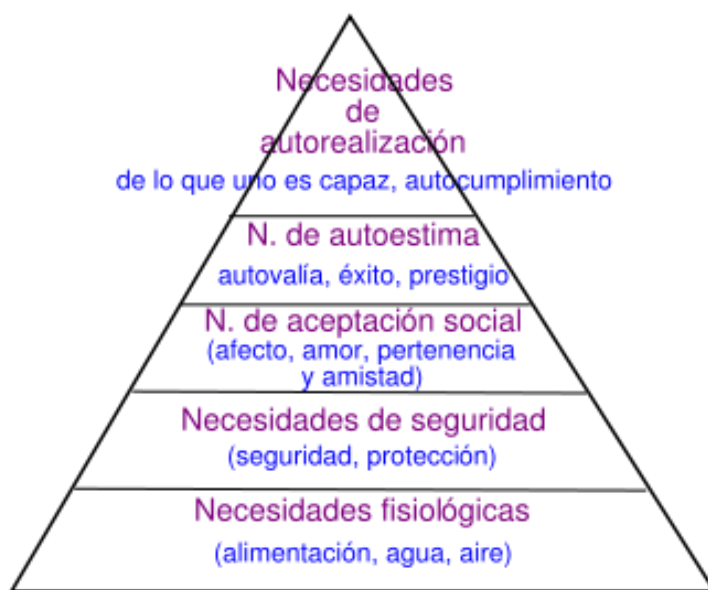 Necesidades
de
autorealización
de lo que uno es capaz, autocumplimiento
N. de autoestima
autovalía, éxito, prestigio
N. de aceptación social
(afecto, amor, pertenencia
y amistad)
Necesidades de seguridad
(seguridad, protección)
Necesidades fisiológicas
(alimentación, agua, aire)